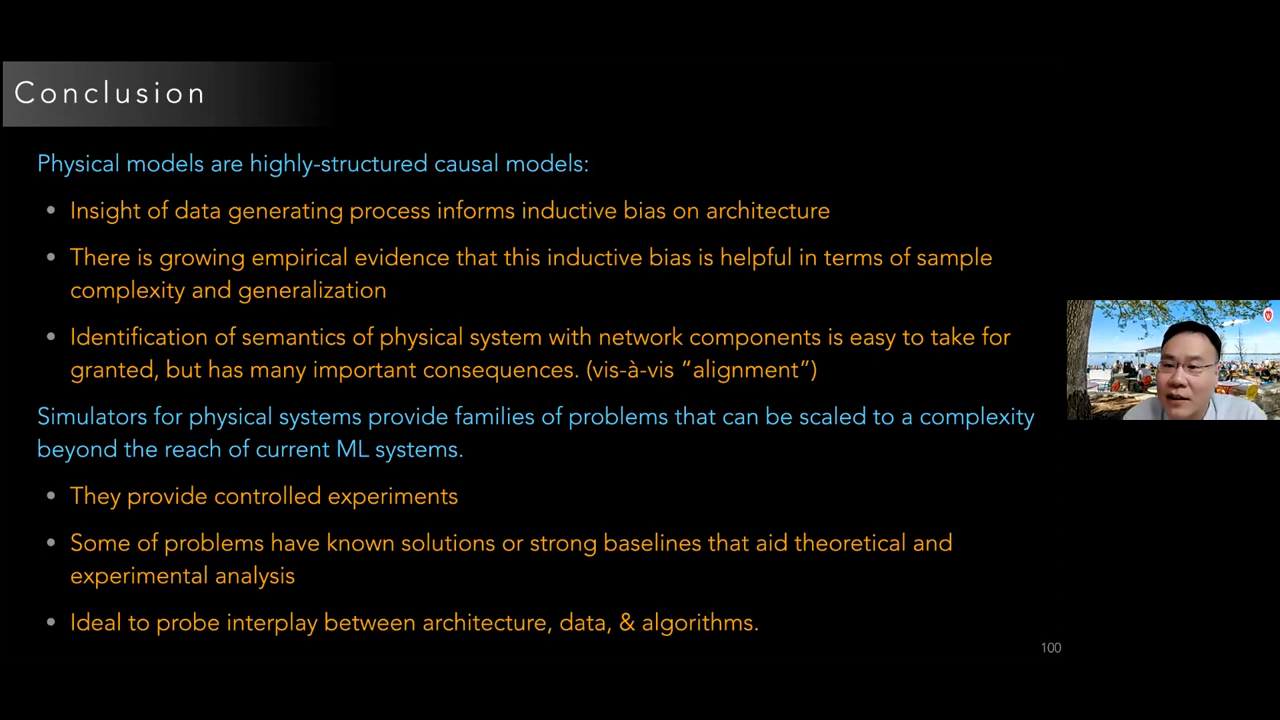 Conclusion
Physical models are highly-structured causal models:
• Insight of data generating process informs inductive bias on architecture
• There is growing empirical evidence that this inductive bias is helpful in terms of sample
complexity and generalization
• Identification of semantics of physical system with network components is easy to take for
granted, but has many important consequences. (vis-à-vis “alignment”)
Simulators for physical systems provide families of problems that can be scaled to a complexity
beyond the reach of current ML systems.
• They provide controlled experiments
• Some of problems have known solutions or strong baselines that aid theoretical and
experimental analysis
• Ideal to probe interplay between architecture, data, & algorithms.
100